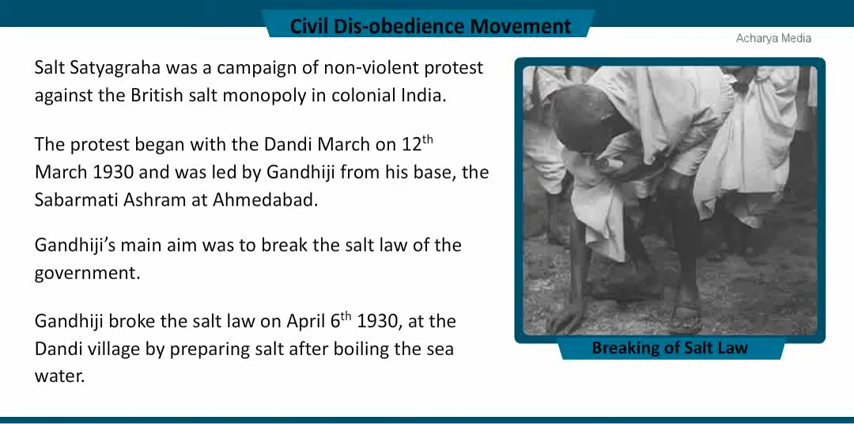 Civil Dis-obedience Movement
Acharya Media
Salt Satyagraha was a campaign of non-violent protest
against the British salt monopoly in colonial India.
The protest began with the Dandi March on 12th
March 1930 and was led by Gandhiji from his base, the
Sabarmati Ashram at Ahmedabad.
Gandhiji’s main aim was to break the salt law of the
government.
Gandhiji broke the salt law on April 6th 1930, at the
Dandi village by preparing salt after boiling the sea
water.
Breaking of Salt Law